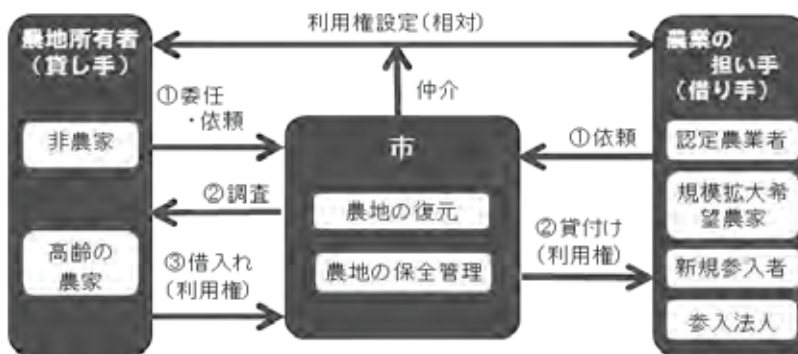 利用権設定(相対)
農地所有者
(貸し手)
非農家
高齢の
農家
①委任
・依頼
②調査
③借入れ
(利用権)
仲介
市
農地の復元
農地の保全管理
①依頼
②貸付け
(利用権)
農業の
担い手
(借り手)
認定農業者
規模拡大希
望農家
新規参入者
参入法人